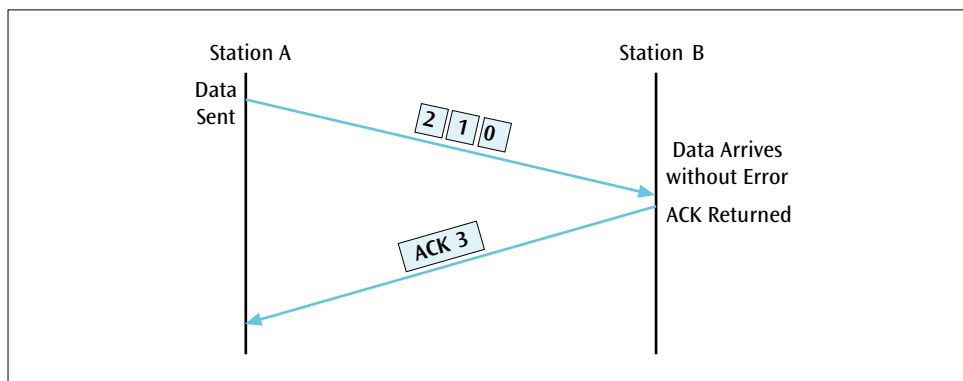 Station A
Station B
Data
Sent
2 1 0
Data Arrives
without Error
ACK Returned
ACK 3